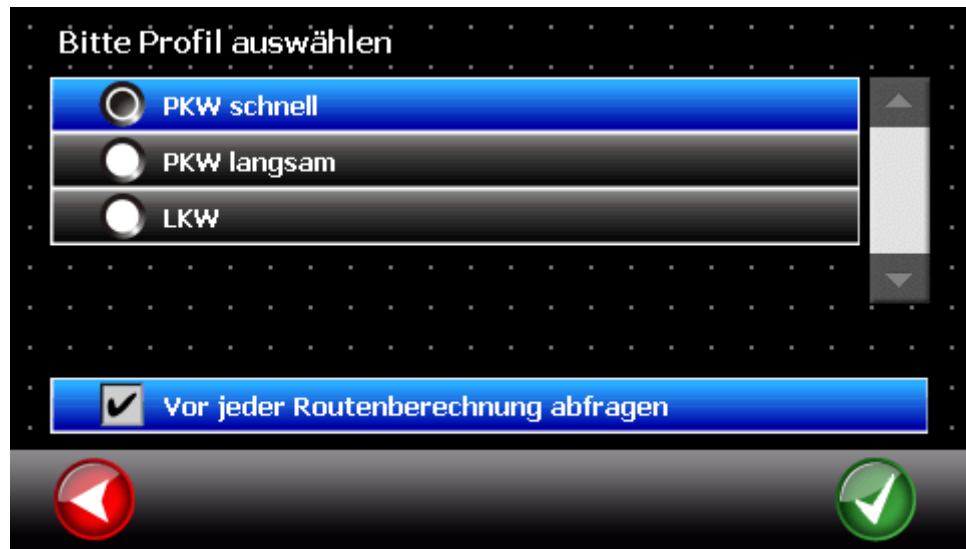 Bitte Profil auswählen
PKW schnell
PKW langsam
LKW
Vor jeder Routenberechnung abfragen